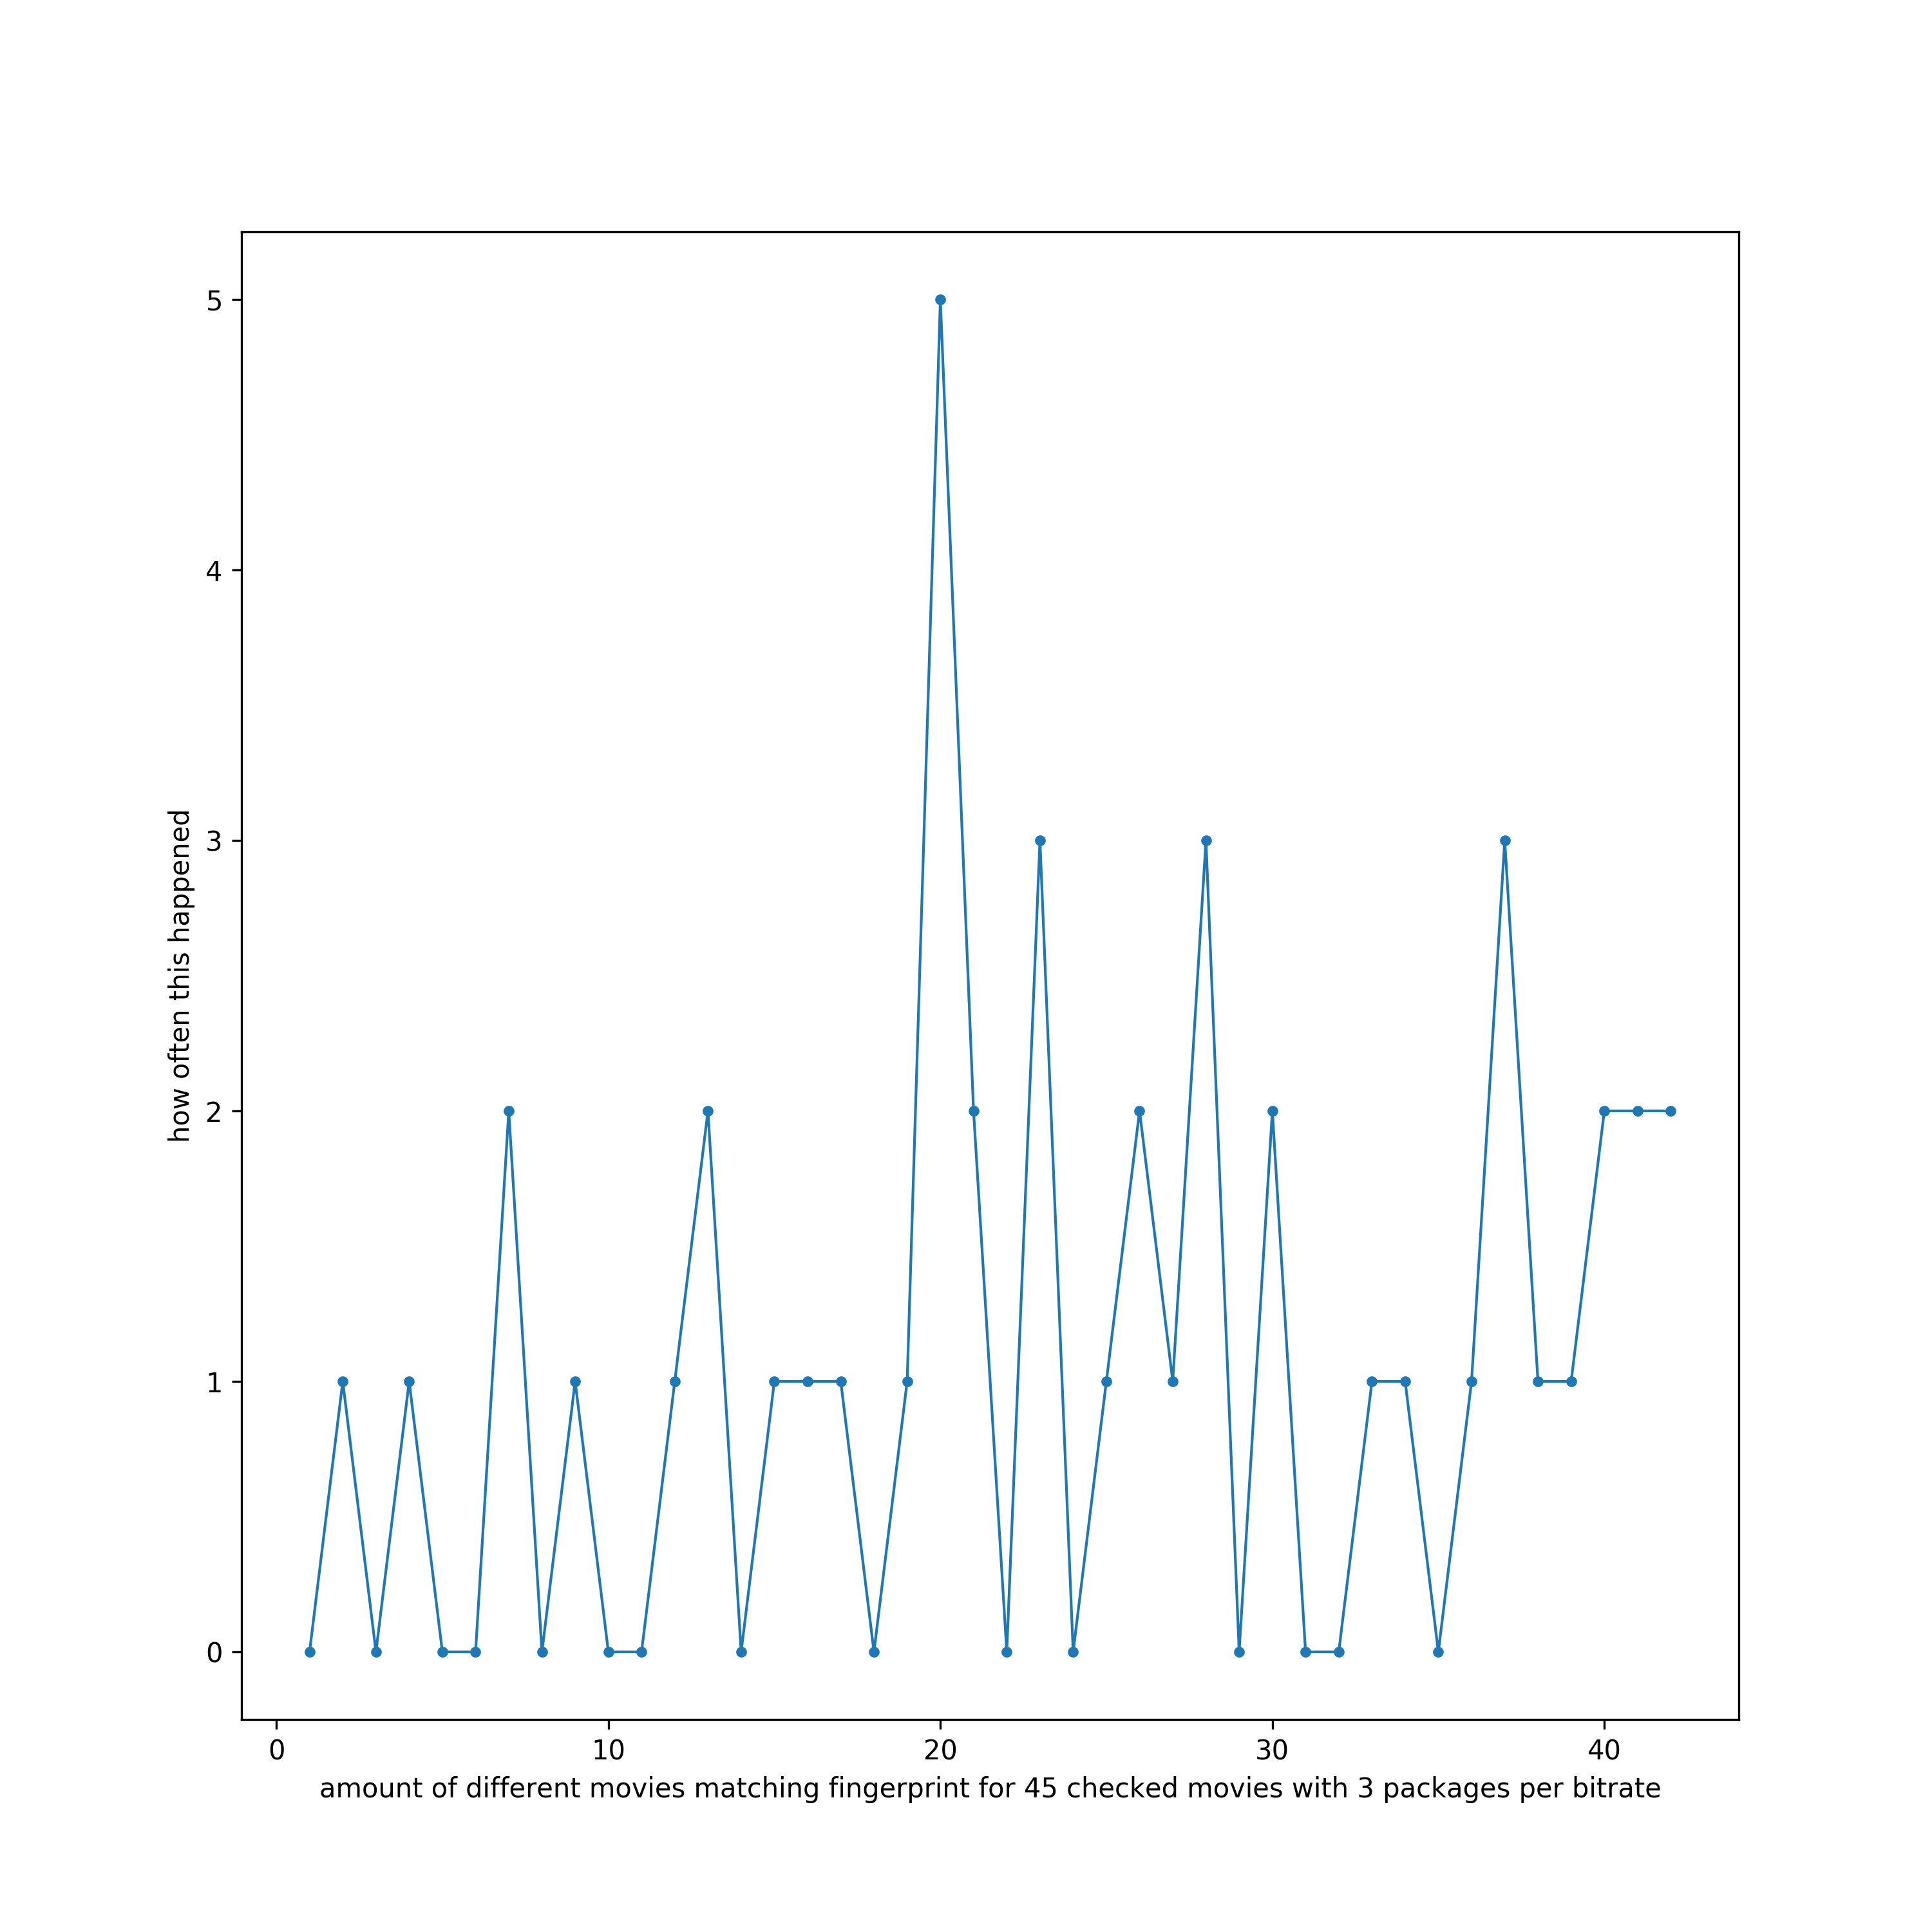 5
4
3
2
1
0
how often this happened
0 10 20 30 40
amount of different movies matching fingerprint for 45 checked movies with 3 packages per bitrate